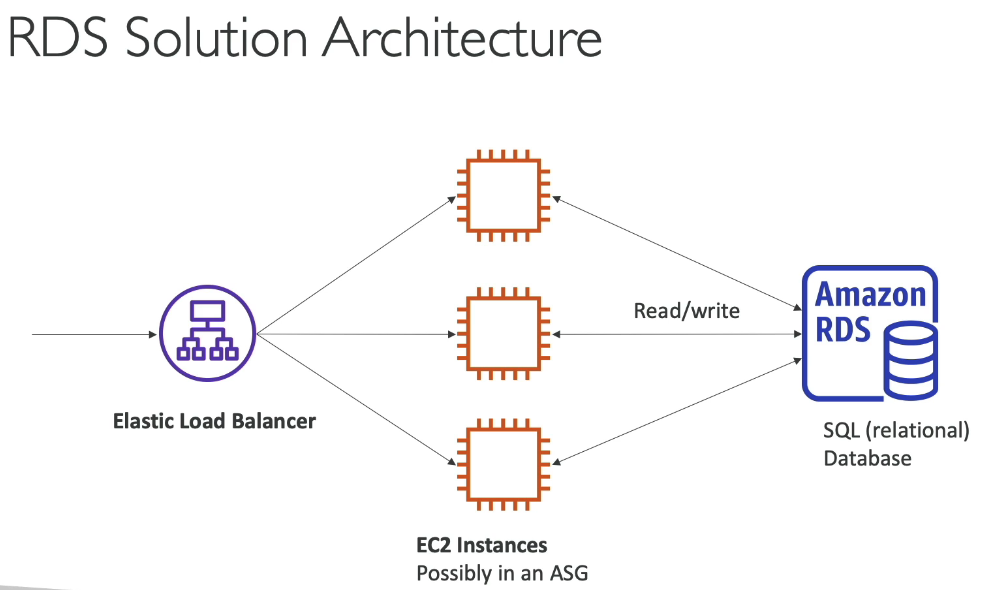 RDS Solution Architecture
Read/write
Amazon
RDS
Elastic Load Balancer
SQL (relational)
Database
EC2 Instances
Possibly in an ASG